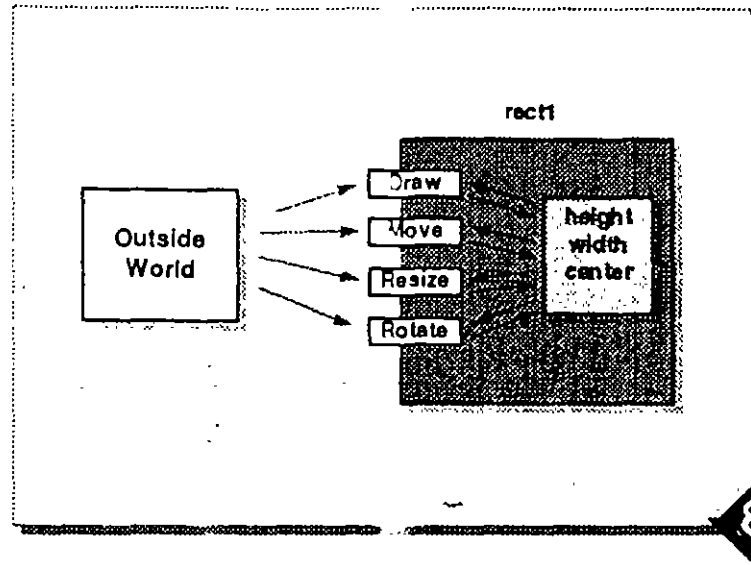 rect1
Outside
World
Draw
Move
Resize
Rotate
height
width
center